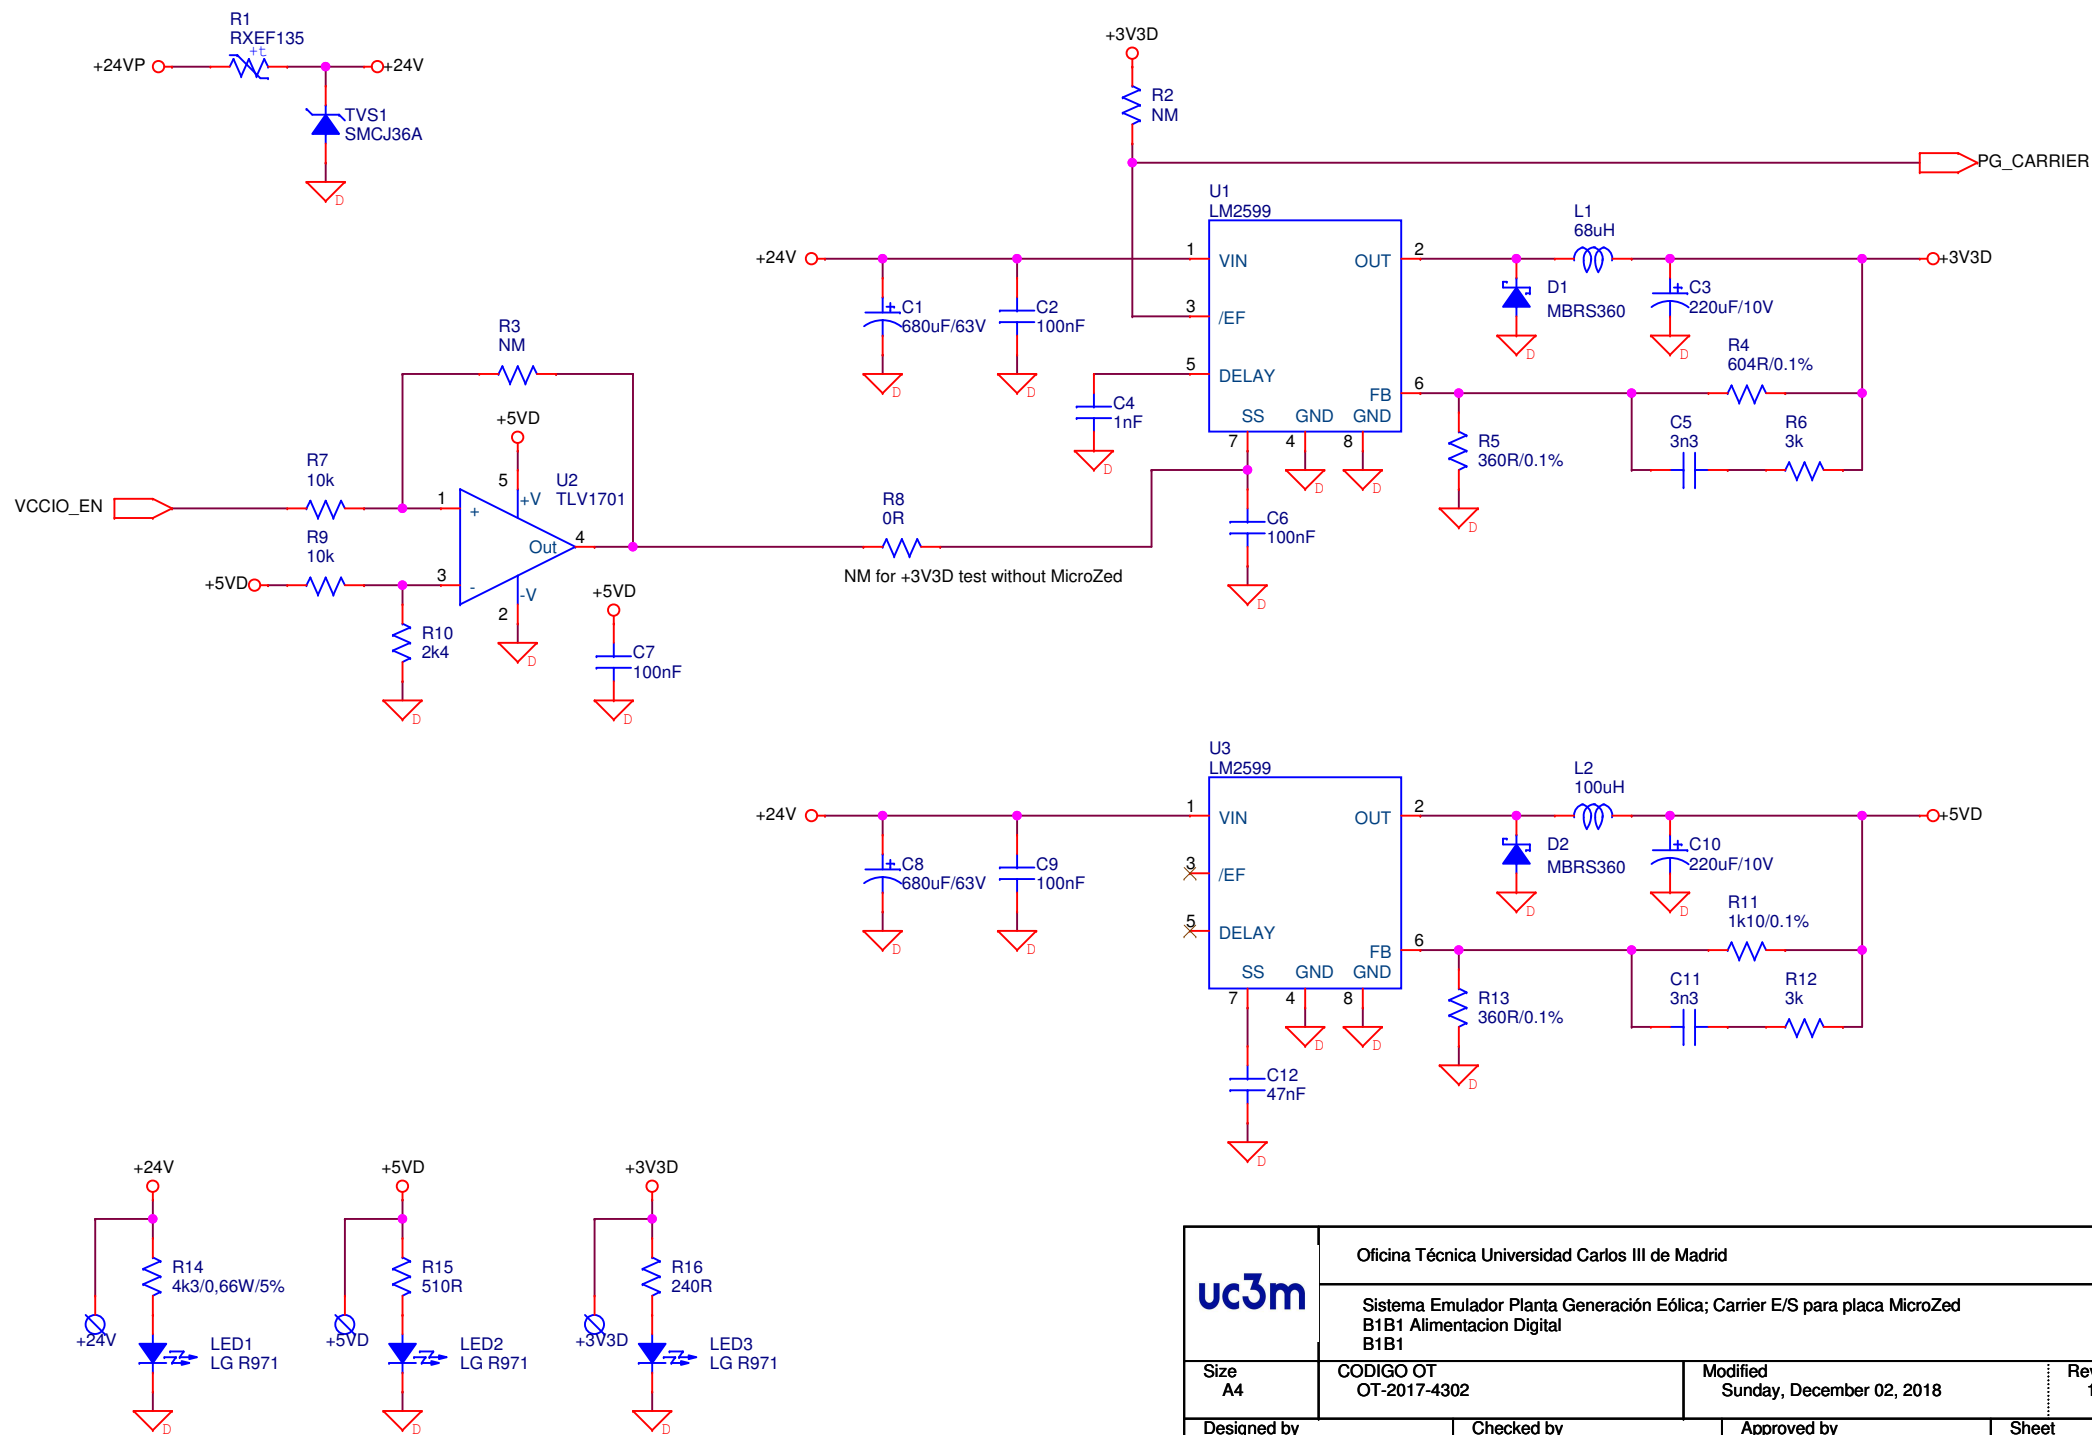 R1
RXEF135
+t
+24VP
+24V
TVS1
SMCJ36A
D
+3V3D
R2
NM
PG_CARRIER
U1
LM2599
+24V
1
VIN
OUT
2
L1
68uH
+3V3D
C1
680uF/63V
C2
100nF
3
/EF
D1
MBRS360
C3
220uF/10V
D
D
D
D
5
DELAY
R4
604R/0.1%
C4
1nF
D
FB
6
SS
GND
GND
7
4
8
D
D
R5
360R/0.1%
D
C5
3n3
R6
3k
R3
NM
+5VD
R7
10k
VCCIO_EN
1
+
5
+V
U2
TLV1701
Out
4
R9
10k
+5VD
3
-
-V
2
D
R10
2k4
D
+5VD
C7
100nF
D
R8
0R
NM for +3V3D test without MicroZed
C6
100nF
D
U3
LM2599
+24V
1
VIN
OUT
2
L2
100uH
+5VD
C8
680uF/63V
C9
100nF
3
/EF
D2
MBRS360
C10
220uF/10V
D
D
D
D
5
DELAY
R11
1k10/0.1%
FB
6
SS
GND
GND
7
4
8
D
D
R13
360R/0.1%
D
C11
3n3
R12
3k
C12
47nF
D
+24V
R14
4k3/0,66W/5%
+24V
LED1
LG R971
D
+5VD
R15
510R
+5VD
LED2
LG R971
D
+3V3D
R16
240R
+3V3D
LED3
LG R971
D
uc3m
Oficina Técnica Universidad Carlos III de Madrid
Sistema Emulador Planta Generación Eólica; Carrier E/S para placa MicroZed
B1B1 Alimentacion Digital
B1B1
Size
A4
CODIGO OT
OT-2017-4302
Modified
Sunday, December 02, 2018
Designed by
Checked by
Approved by
Sheet